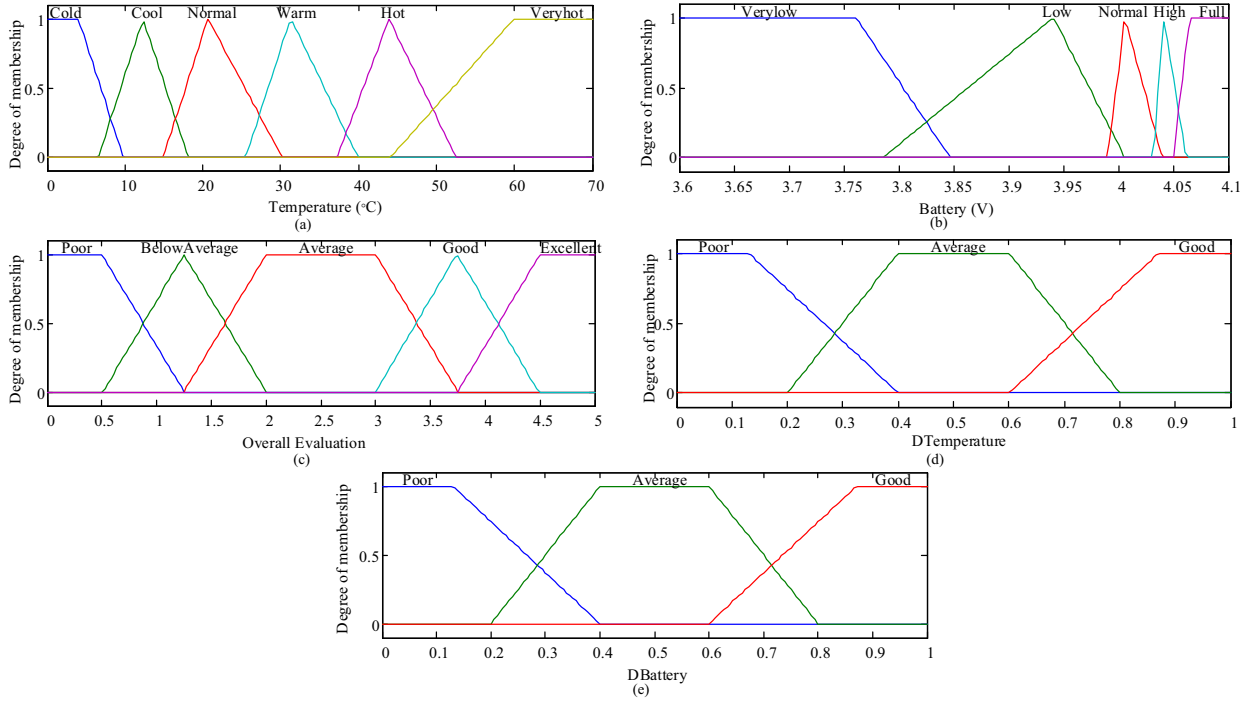 Cold Cool Normal Warm Hot Veryhot
1
0.5
0
Degree of membership
0 10 20 30 40 50 60 70
Temperature (°C)
(a)
Verylow Low Normal High Full
1
0.5
0
Degree of membership
3.6 3.65 3.7 3.75 3.8 3.85 3.9 3.95 4 4.05 4.1
Battery (V)
(b)
Poor BelowAverage Average Good Excellent
1
0.5
0
Degree of membership
0 0.5 1 1.5 2 2.5 3 3.5 4 4.5 5
Overall Evaluation
(c)
Poor Average Good
1
0.5
0
Degree of membership
0 0.1 0.2 0.3 0.4 0.5 0.6 0.7 0.8 0.9 1
DTemperature
(d)
Poor Average Good
1
0.5
0
Degree of membership
0 0.1 0.2 0.3 0.4 0.5 0.6 0.7 0.8 0.9 1
DBattery
(e)